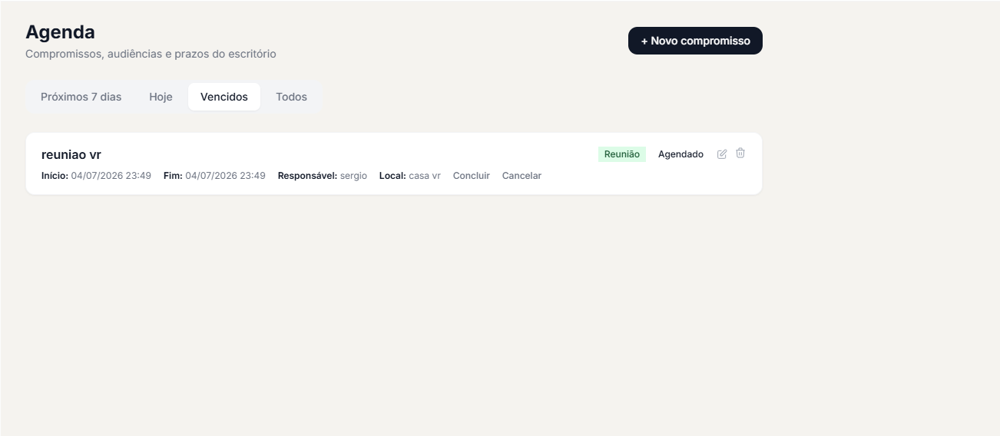 Agenda
Compromissos, audiências e prazos do escritório
+ Novo compromisso
Próximos 7 dias Hoje Vencidos Todos
reuniao vr Reunião Agendado
Início: 04/07/2026 23:49 Fim: 04/07/2026 23:49 Responsável: sergio Local: casa vr Concluir Cancelar